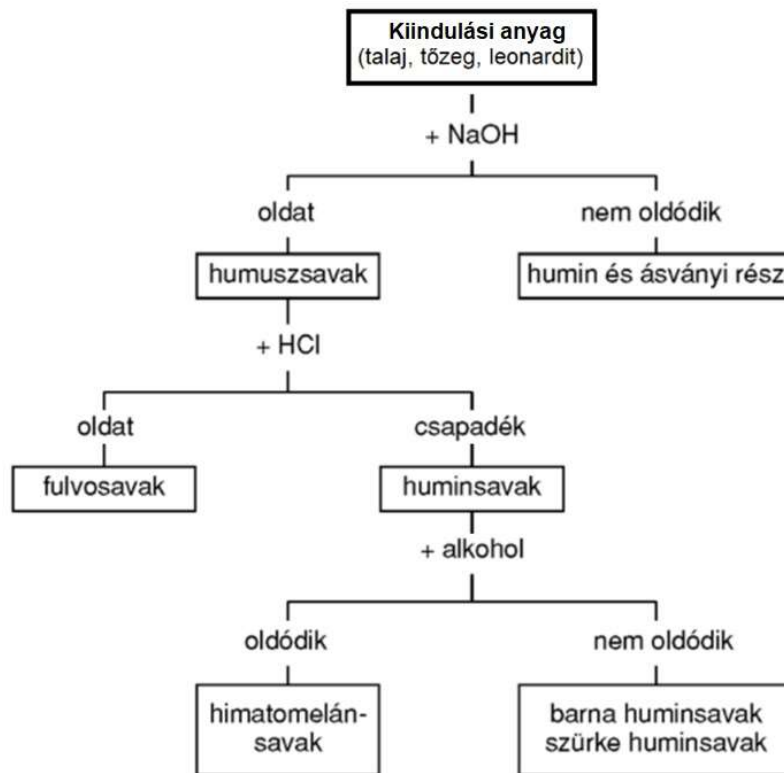 Kiindulási anyag
(talaj, tőzeg, leonardit)
+ NaOH
oldat
nem oldódik
humuszsavak
humin és ásványi rész
+ HCl
oldat
csapadék
fulvosavak
huminsavak
+ alkohol
oldódik
nem oldódik
himatomelán-
savak
barna huminsavak
szürke huminsavak